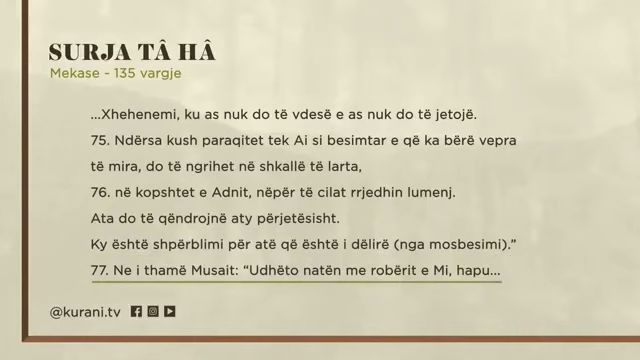 SURJA TÂ HÂ
Mekase - 135 vargje
...Xhehenemi, ku as nuk do të vdesë e as nuk do të jetojë.
75. Ndërsa kush paraqitet tek Ai si besimtar e që ka bërë vepra
të mira, do të ngrihet në shkallë të larta,
76. në kopshtet e Adnit, nëpër të cilat rrjedhin lumenj.
Ata do të qëndrojnë aty përjetësisht.
Ky është shpërblimi për atë që është i dëlirë (nga mosbesimi).”
77. Ne i thamë Musait: “Udhëto natën me robërit e Mi, hapu...
@kurani.tv